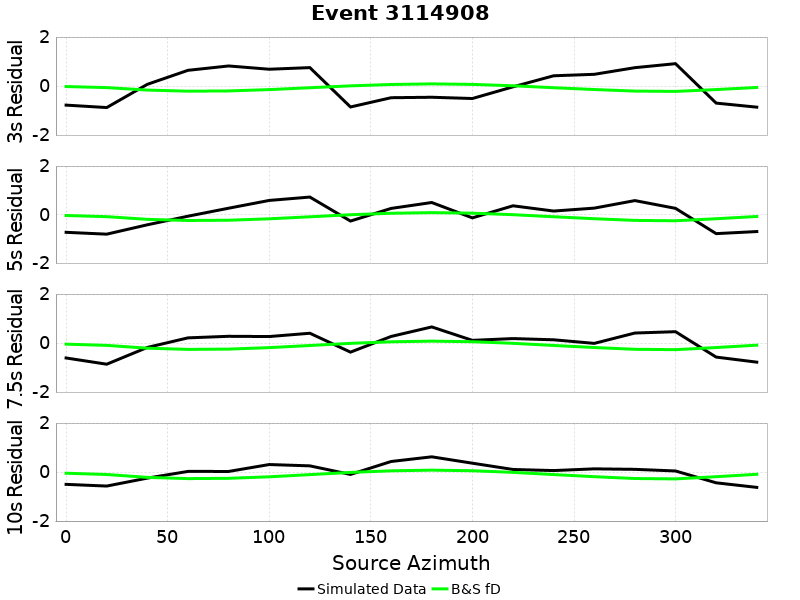 Event 3114908
3s Residual
2
0
-2
5s Residual
2
0
-2
7.5s Residual
2
0
-2
10s Residual
2
0
-2
0 50 100 150 200 250 300
Source Azimuth
Simulated Data B&S fD